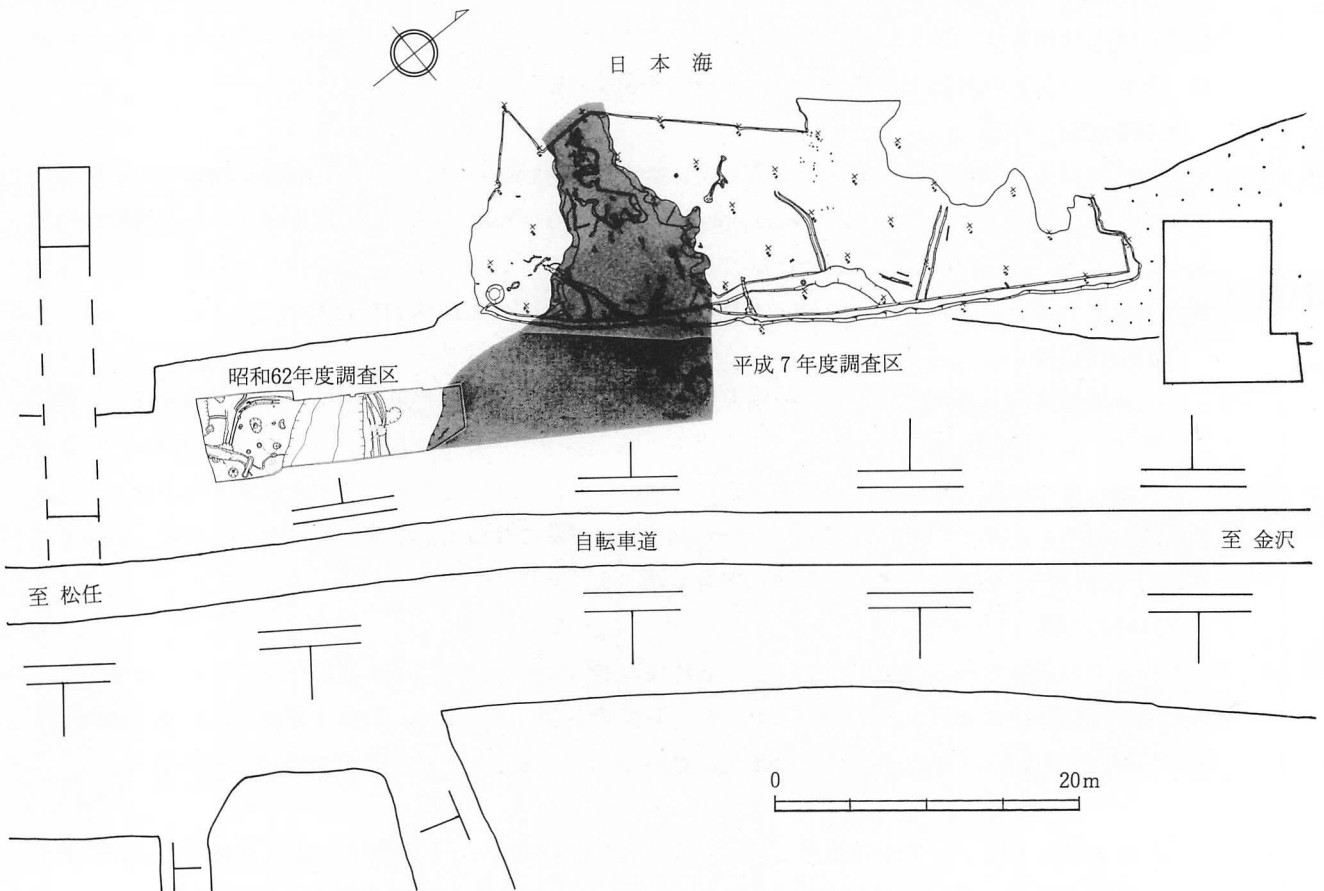 日本海
昭和62年度調査区
平成7年度調査区
自転車道
至 金沢
至 松任
0 20m